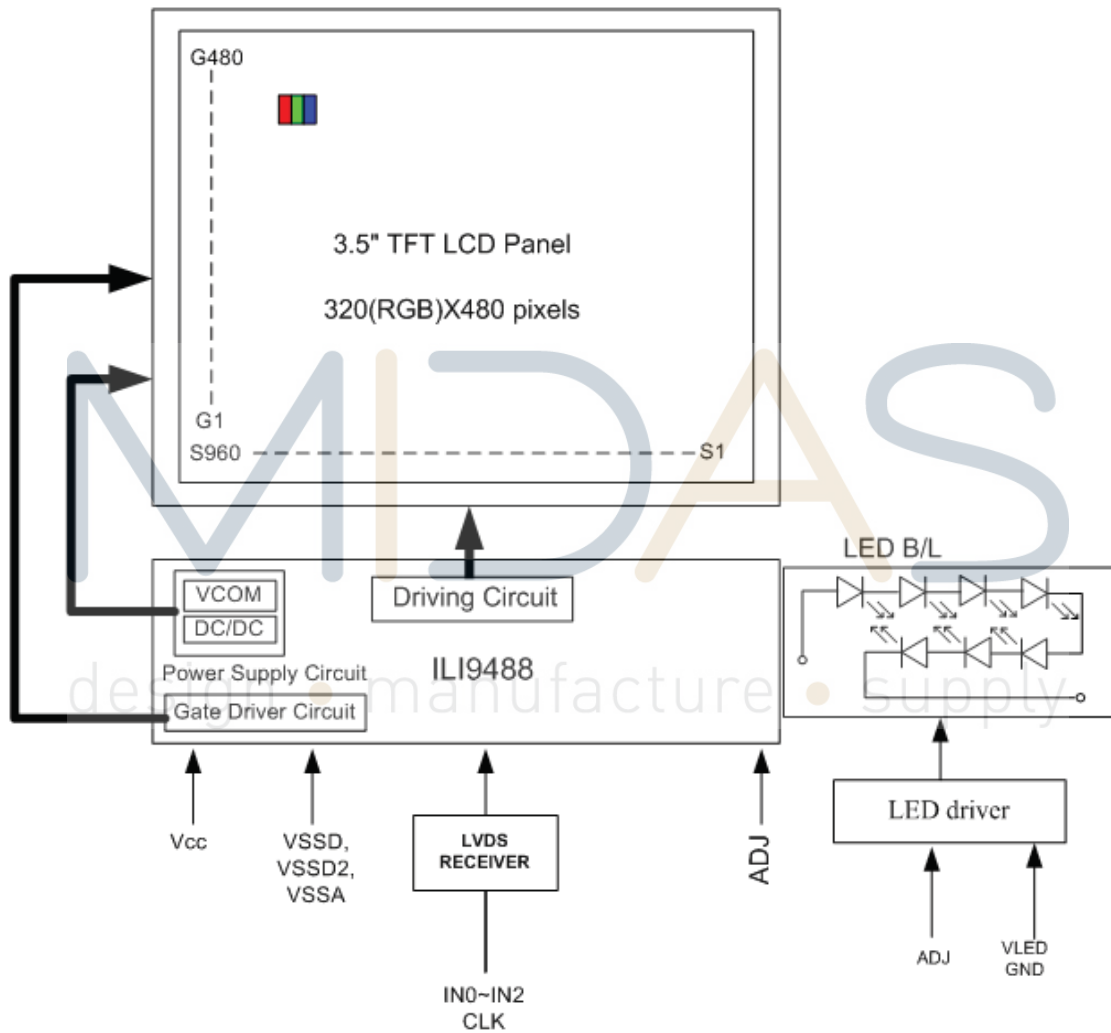 G480
3.5" TFT LCD Panel
320(RGB)X480 pixels
MIDAS
G1
S960
S1
LED B/L
VCOM
DC/DC
Driving Circuit
Power Supply Circuit
ILI9488
design • manufacture • supply
Gate Driver Circuit
LED driver
Vcc
VSSD,
VSSD2,
VSSA
LVDS
RECEIVER
ADJ
ADJ
VLED
GND
IN0~IN2
CLK